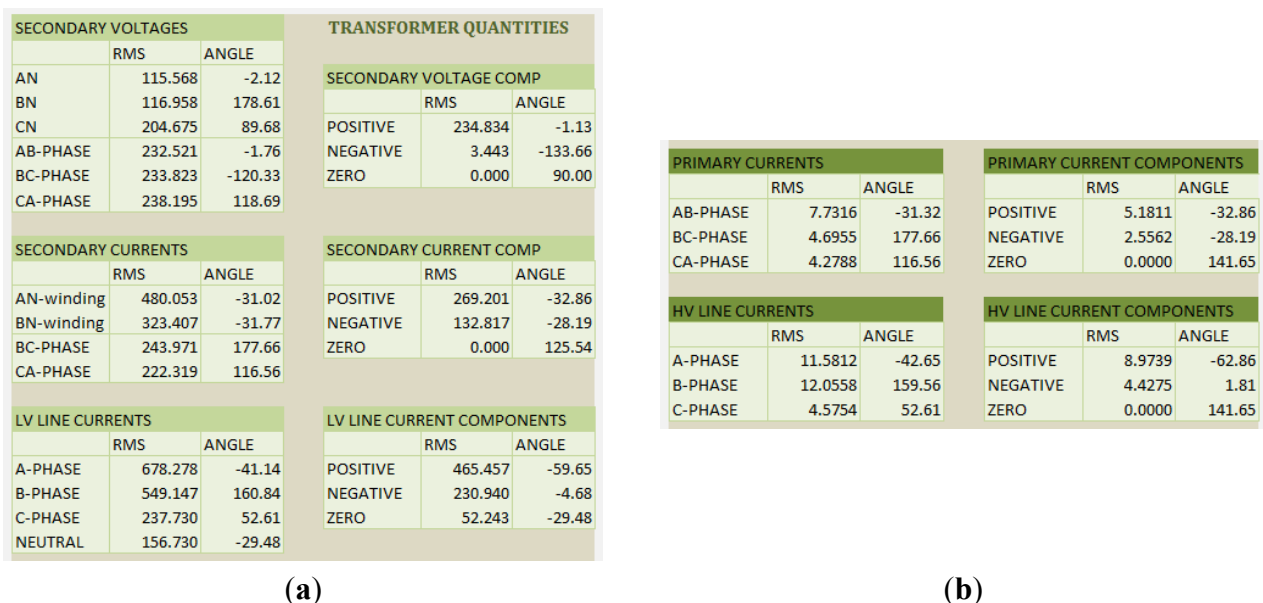 SECONDARY VOLTAGES
RMS ANGLE
AN 115.568 -2.12
BN 116.958 178.61
CN 204.675 89.68
AB-PHASE 232.521 -1.76
BC-PHASE 233.823 -120.33
CA-PHASE 238.195 118.69
TRANSFORMER QUANTITIES
SECONDARY VOLTAGE COMP
RMS ANGLE
POSITIVE 234.834 -1.13
NEGATIVE 3.443 -133.66
ZERO 0.000 90.00
SECONDARY CURRENTS
RMS ANGLE
AN-winding 480.053 -31.02
BN-winding 323.407 -31.77
BC-PHASE 243.971 177.66
CA-PHASE 222.319 116.56
SECONDARY CURRENT COMP
RMS ANGLE
POSITIVE 269.201 -32.86
NEGATIVE 132.817 -28.19
ZERO 0.000 125.54
LV LINE CURRENTS
RMS ANGLE
A-PHASE 678.278 -41.14
B-PHASE 549.147 160.84
C-PHASE 237.730 52.61
NEUTRAL 156.730 -29.48
LV LINE CURRENT COMPONENTS
RMS ANGLE
POSITIVE 465.457 -59.65
NEGATIVE 230.940 -4.68
ZERO 52.243 -29.48
(a)
PRIMARY CURRENTS
RMS ANGLE
AB-PHASE 7.7316 -31.32
BC-PHASE 4.6955 177.66
CA-PHASE 4.2788 116.56
PRIMARY CURRENT COMPONENTS
RMS ANGLE
POSITIVE 5.1811 -32.86
NEGATIVE 2.5562 -28.19
ZERO 0.0000 141.65
HV LINE CURRENTS
RMS ANGLE
A-PHASE 11.5812 -42.65
B-PHASE 12.0558 159.56
C-PHASE 4.5754 52.61
HV LINE CURRENT COMPONENTS
RMS ANGLE
POSITIVE 8.9739 -62.86
NEGATIVE 4.4275 1.81
ZERO 0.0000 141.65
(b)